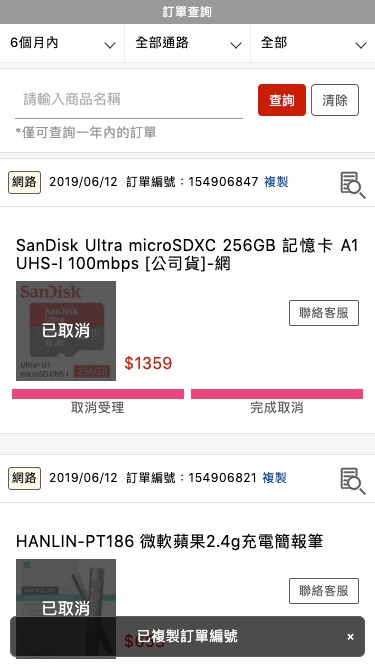 訂單查詢
6個月內 全部通路 全部
請輸入商品名稱 查詢 清除
*僅可查詢一年內的訂單
網路 2019/06/12 訂單編號：154906847 複製
SanDisk Ultra microSDXC 256GB 記憶卡 A1
UHS-I 100mbps [公司貨]-網
SanDisk
Ultra
已取消
聯絡客服
Ultra U1
microSD UHS-I 256GB
$1359
取消受理 完成取消
網路 2019/06/12 訂單編號：154906821 複製
HANLIN-PT186 微軟蘋果2.4g充電簡報筆
HANLIN
已取消
聯絡客服
已複製訂單編號 ×